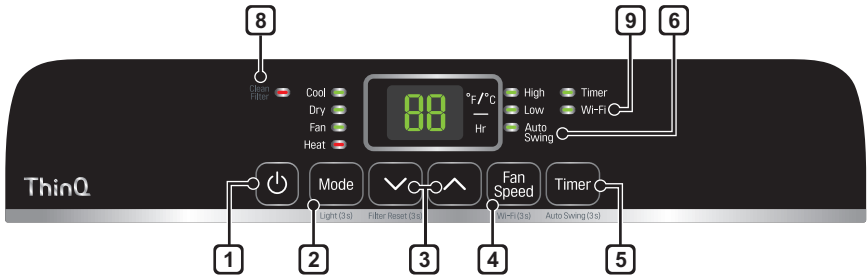 8
9
6
Clean
Filter
Cool
Dry
Fan
Heat
88
°F/°C
Hr
High
Low
Auto
Swing
Timer
Wi-Fi
ThinQ
Mode
Fan
Speed
Timer
Light (3 s)
Filter Reset (3 s)
Wi-Fi (3 s)
Auto Swing (3 s)
1
2
3
4
5